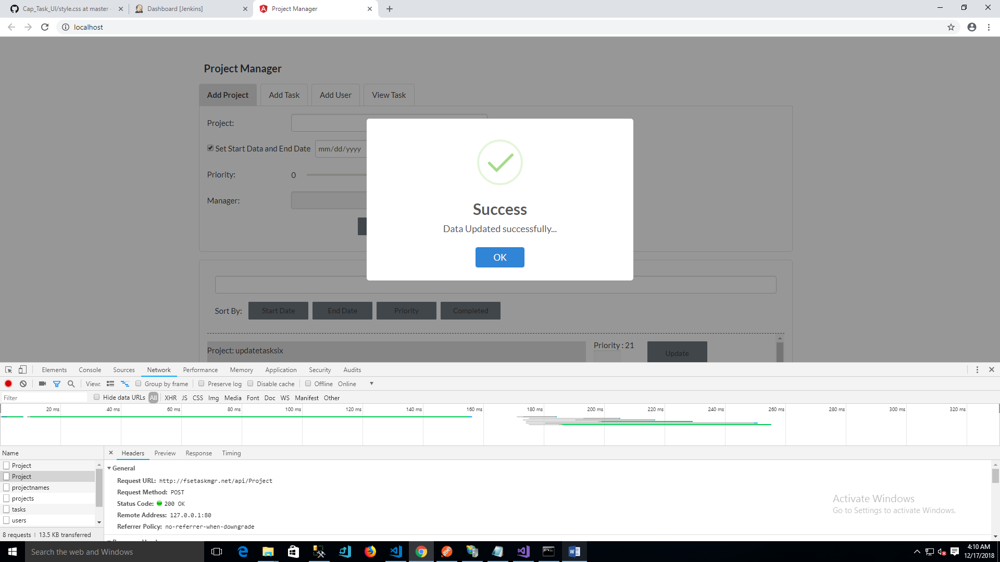 Cap_Task_UI/style.css at master
Dashboard [Jenkins]
Project Manager
localhost
Project Manager
Add Project
Add Task
Add User
View Task
Project:
Set Start Data and End Date
mm/dd/yyyy
Priority:
0
Manager:
Success
Data Updated successfully...
OK
Sort By:
Start Date
End Date
Priority
Completed
Project: updatetasksix
Priority : 21
Update
Elements
Console
Sources
Network
Performance
Memory
Application
Security
Audits
View:
Group by frame
Preserve log
Disable cache
Offline
Online
Filter
Hide data URLs
All
XHR
JS
CSS
Img
Media
Font
Doc
WS
Manifest
Other
20 ms
40 ms
60 ms
80 ms
100 ms
120 ms
140 ms
160 ms
180 ms
200 ms
220 ms
240 ms
260 ms
280 ms
300 ms
320 ms
Name
Headers
Preview
Response
Timing
Project
Project
projectnames
projects
tasks
users
8 requests | 13.5 KB transferred
General
Request URL: http://fsetaskmgr.net/api/Project
Request Method: POST
Status Code: 200 OK
Remote Address: 127.0.0.1:80
Referrer Policy: no-referrer-when-downgrade
Activate Windows
Go to Settings to activate Windows.
Search the web and Windows
4:10 AM
12/17/2018